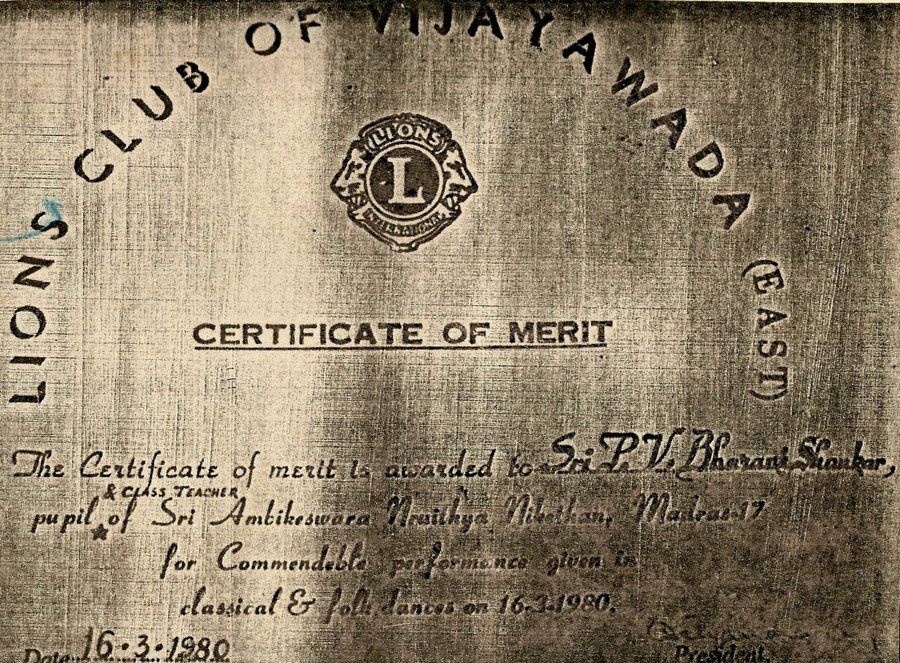 LIONS CLUB OF VIJAYAWADA (EAST)
LIONS
L
INTERNATIONAL
CERTIFICATE OF MERIT
The Certificate of merit is awarded to Sri P. V. Bharani Shankar,
& CLASS TEACHER
pupil of Sri Ambikeswara Nruthya Nikethan, Madras-17
for Commendeble performance given in
classical & folk dances on 16-3-1980.
Date 16.3.1980
President